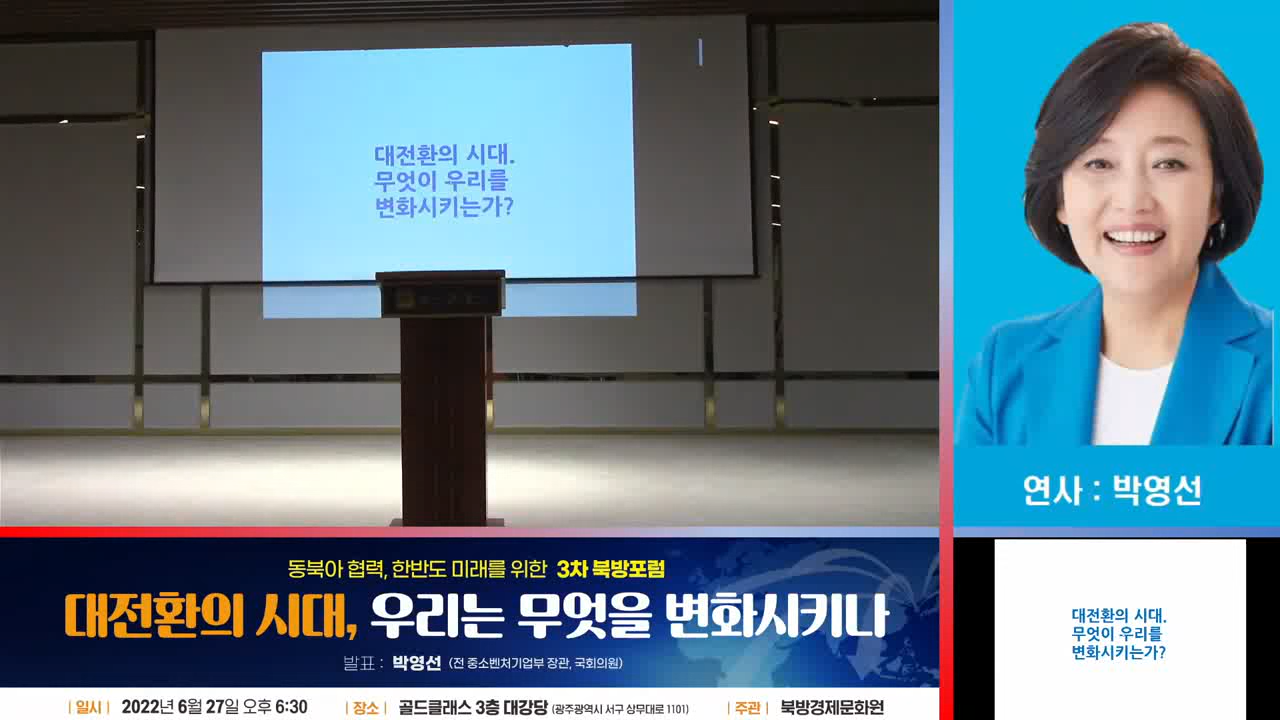 대전환의 시대.
무엇이 우리를
변화시키는가?
연사 : 박영선
동북아 협력, 한반도 미래를 위한 3차 북방포럼
대전환의 시대, 우리는 무엇을 변화시키나
발표 : 박영선 (전 중소벤처기업부 장관, 국회의원)
| 일시 | 2022년 6월 27일 오후 6:30 | 장소 | 골드클래스 3층 대강당 (광주광역시 서구 상무대로 1101) | 주관 | 북방경제문화원
대전환의 시대.
무엇이 우리를
변화시키는가?